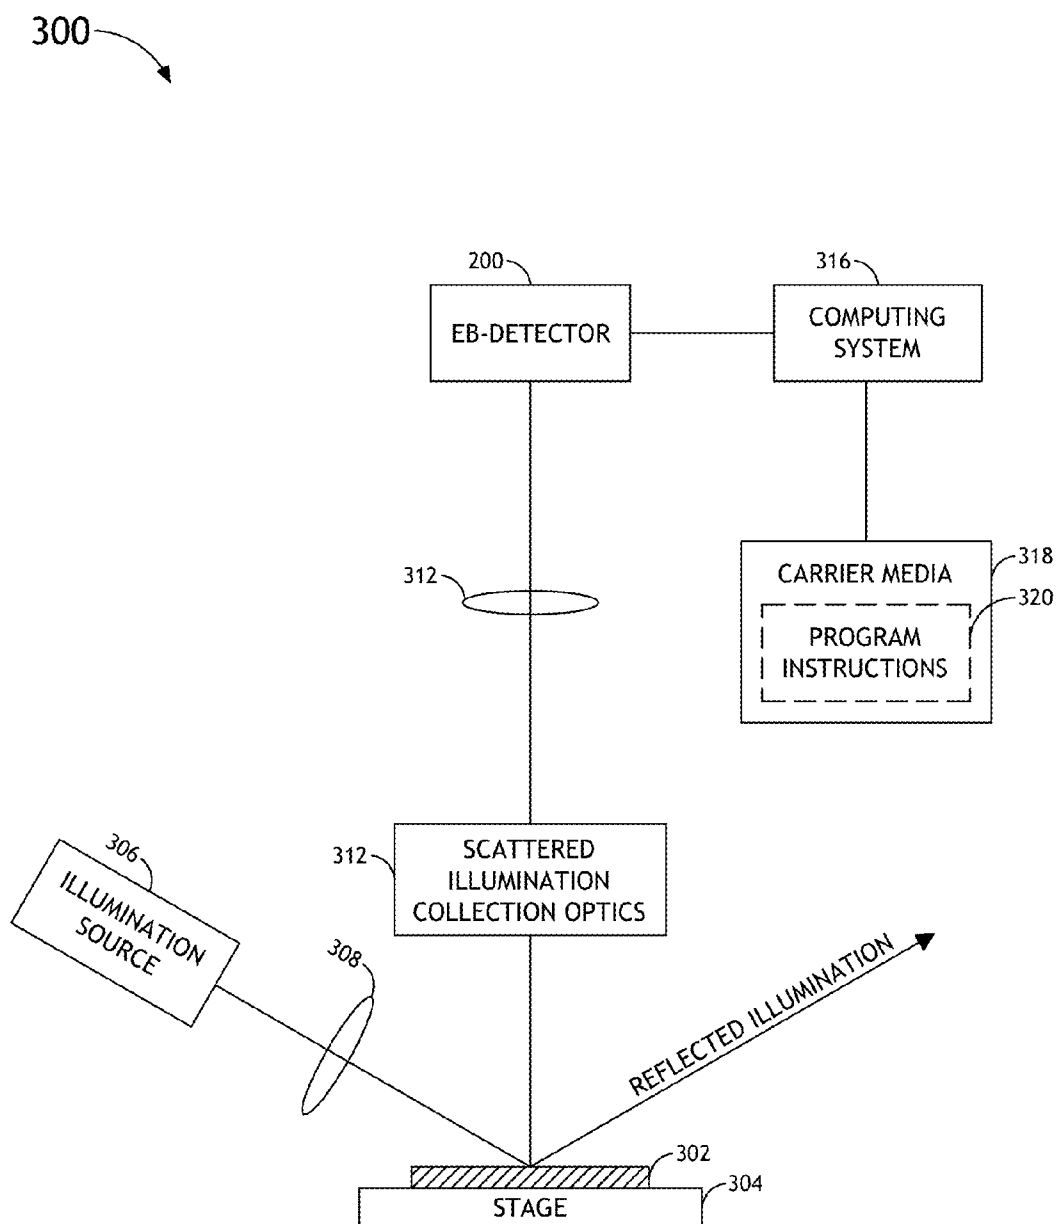 300
200
316
EB-DETECTOR
COMPUTING
SYSTEM
312
CARRIER MEDIA
318
320
PROGRAM
INSTRUCTIONS
306
ILLUMINATION
SOURCE
312
SCATTERED
ILLUMINATION
COLLECTION OPTICS
308
REFLECTED ILLUMINATION
302
304
STAGE